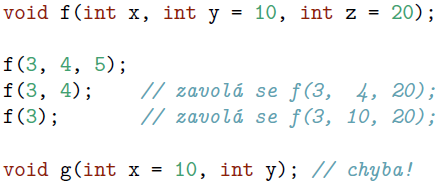 void f(int x, int y = 10, int z = 20);
f(3, 4, 5);
f(3, 4);    // zavolá se f(3,  4, 20);
f(3);       // zavolá se f(3, 10, 20);
void g(int x = 10, int y); // chyba!